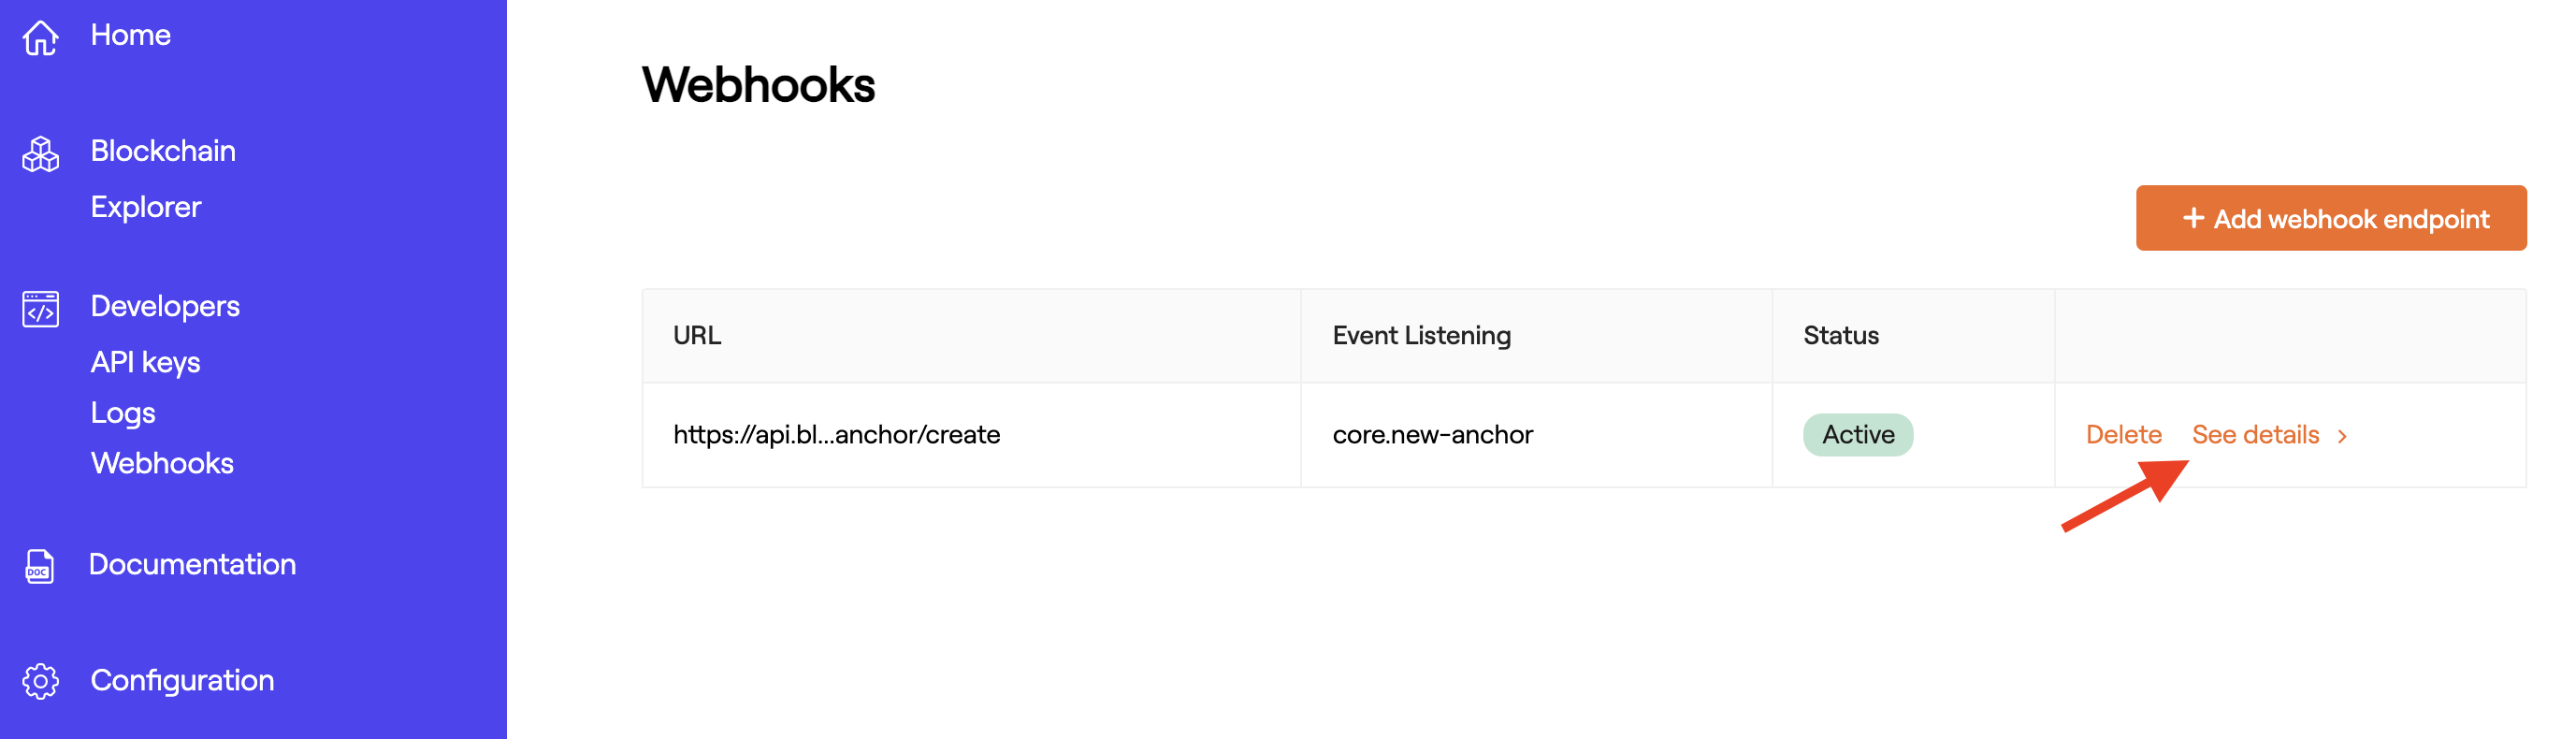 Home
Blockchain
Explorer
Developers
API keys
Logs
Webhooks
DOC
Documentation
Configuration
Webhooks
+ Add webhook endpoint
URL Event Listening Status
https://api.bl...anchor/create core.new-anchor Active Delete See details >